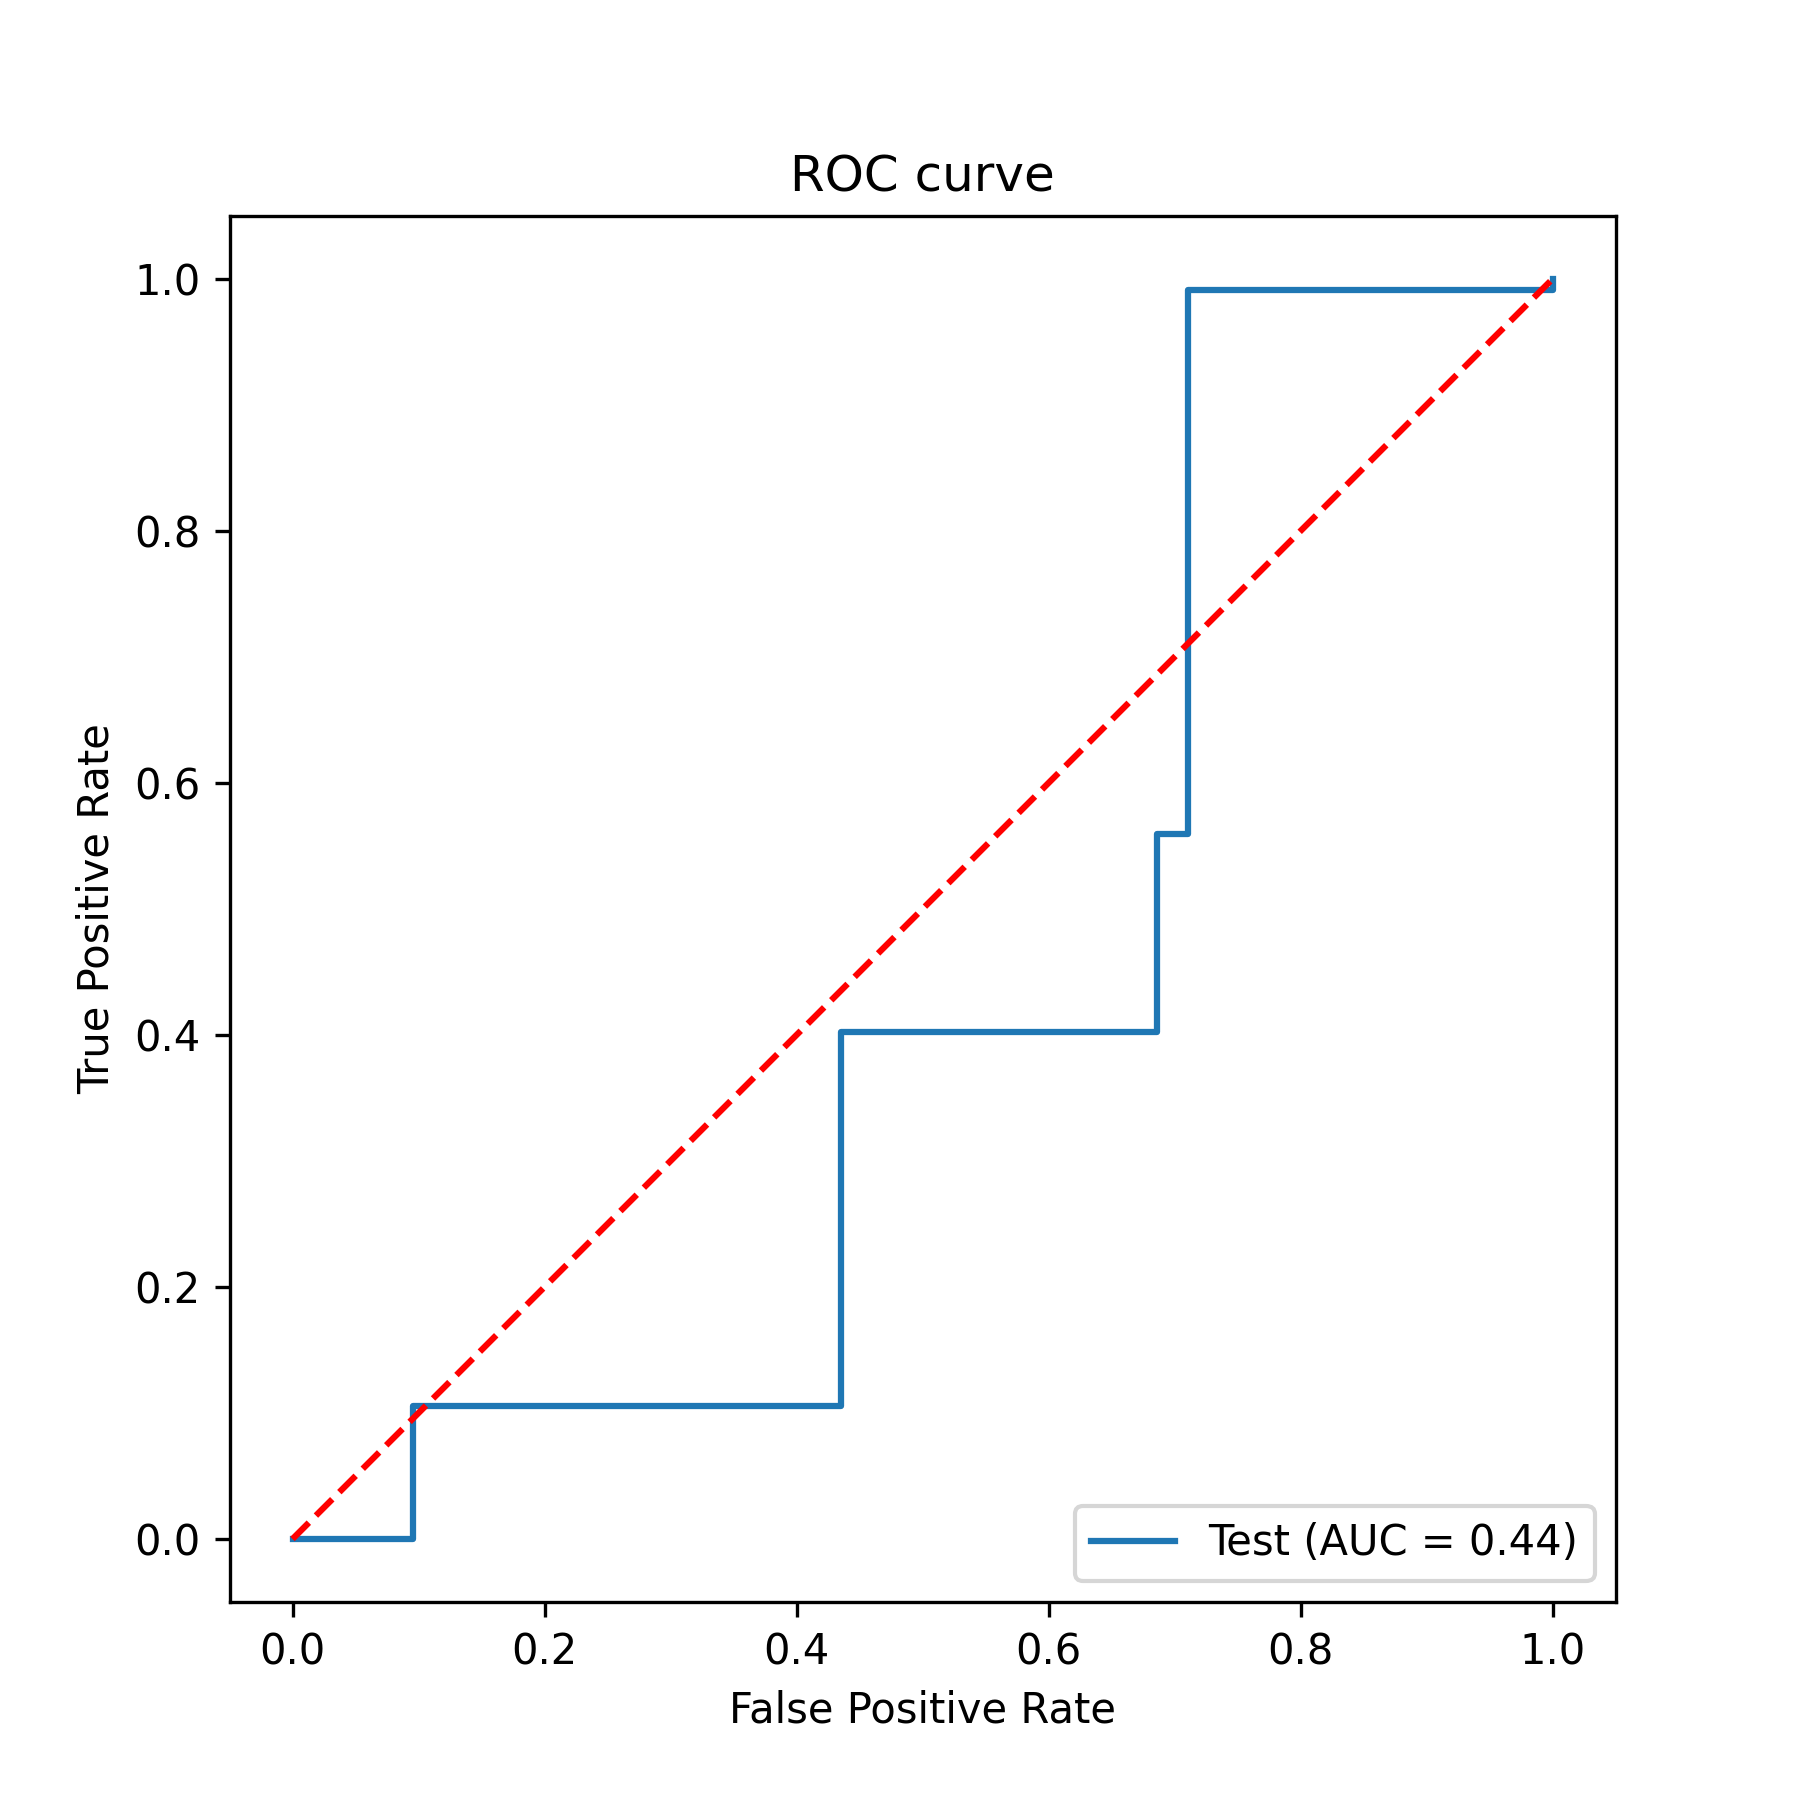 ROC curve
1.0
0.8
0.6
0.4
0.2
0.0
True Positive Rate
Test (AUC = 0.44)
0.0 0.2 0.4 0.6 0.8 1.0
False Positive Rate